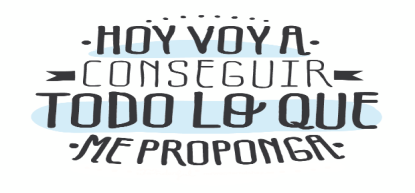 HOY VOY A
CONSEGUIR
TODO LO QUE
ME PROPONGA